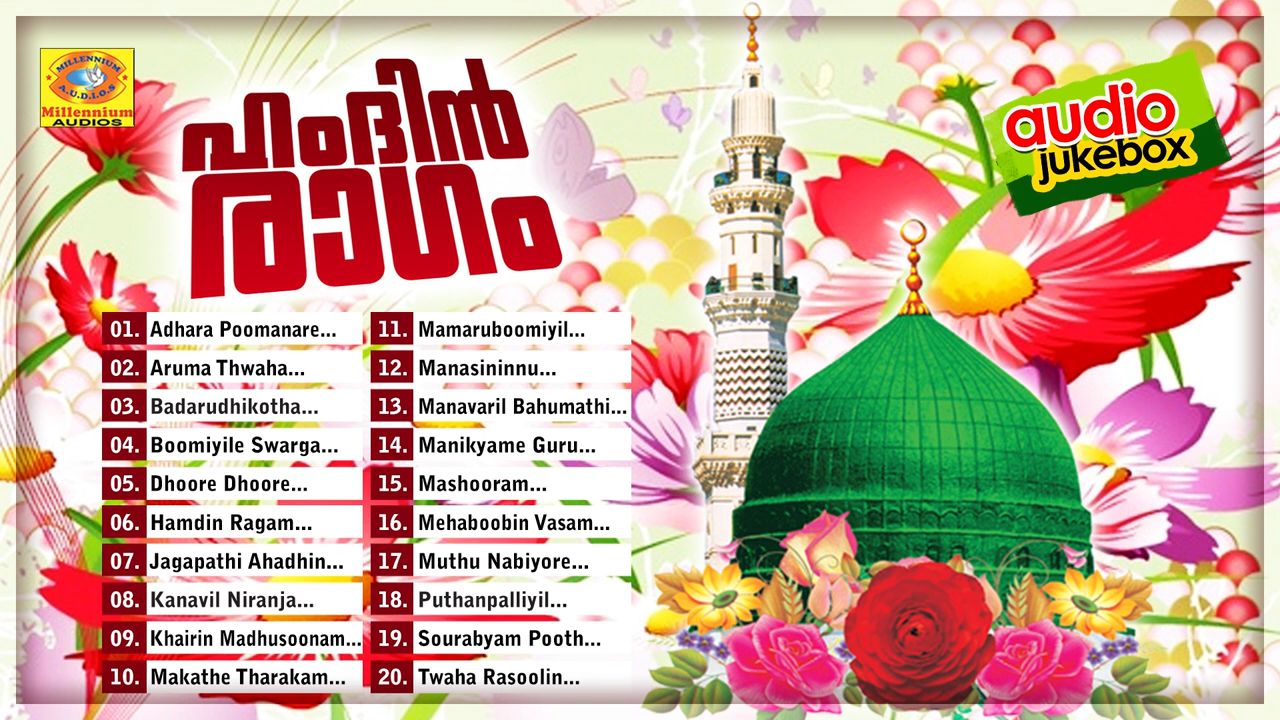 MILLENNIUM
A.U.D.I.O.S
Millennium
AUDIOS
ഹംദിൻ
രാഗം
audio
jukebox
01. Adhara Poomanare...
02. Aruma Thwaha...
03. Badarudhikotha...
04. Boomiyile Swarga...
05. Dhoore Dhoore...
06. Hamdin Ragam...
07. Jagapathi Ahadhin...
08. Kanavil Niranja...
09. Khairin Madhusoonam...
10. Makathe Tharakam...
11. Mamaruboomiyil...
12. Manasininnu...
13. Manavaril Bahumathi...
14. Manikyame Guru...
15. Mashooram...
16. Mehaboobin Vasam...
17. Muthu Nabiyore...
18. Puthanpalliyil...
19. Sourabyam Pooth...
20. Twaha Rasoolin...